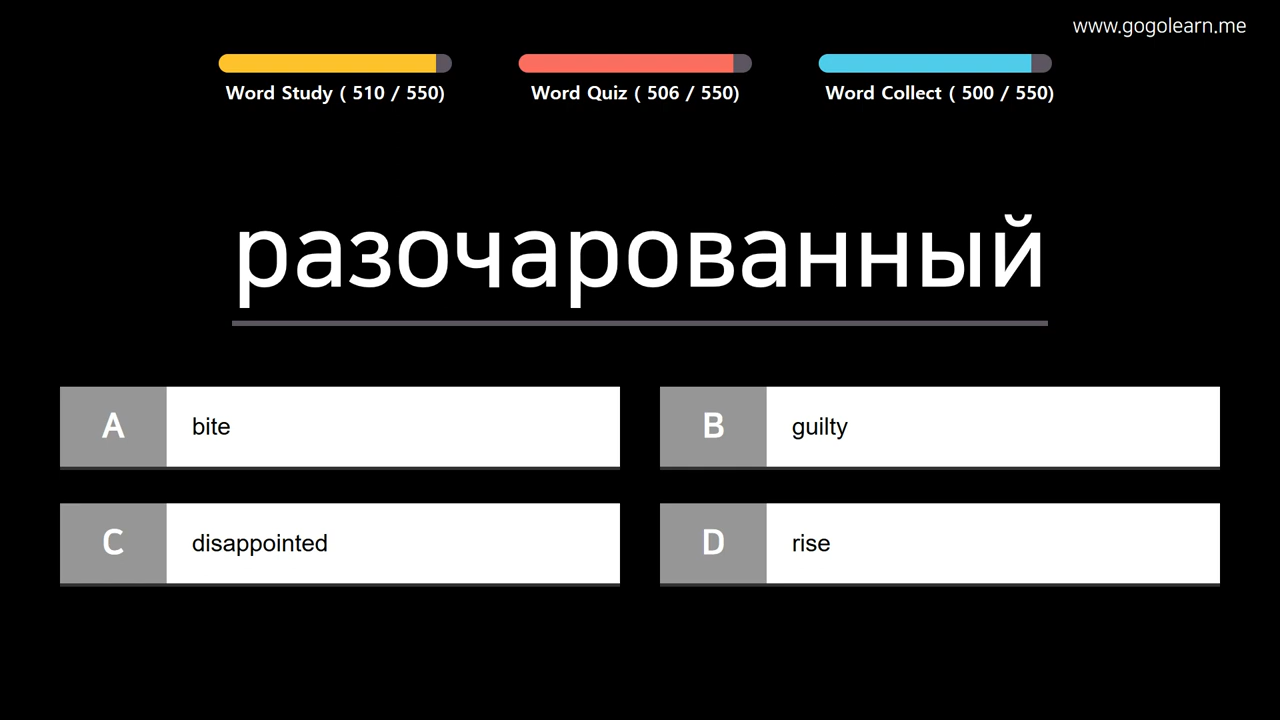 www.gogolearn.me
Word Study ( 510 / 550)
Word Quiz ( 506 / 550)
Word Collect ( 500 / 550)
разочарованный
A bite
B guilty
C disappointed
D rise